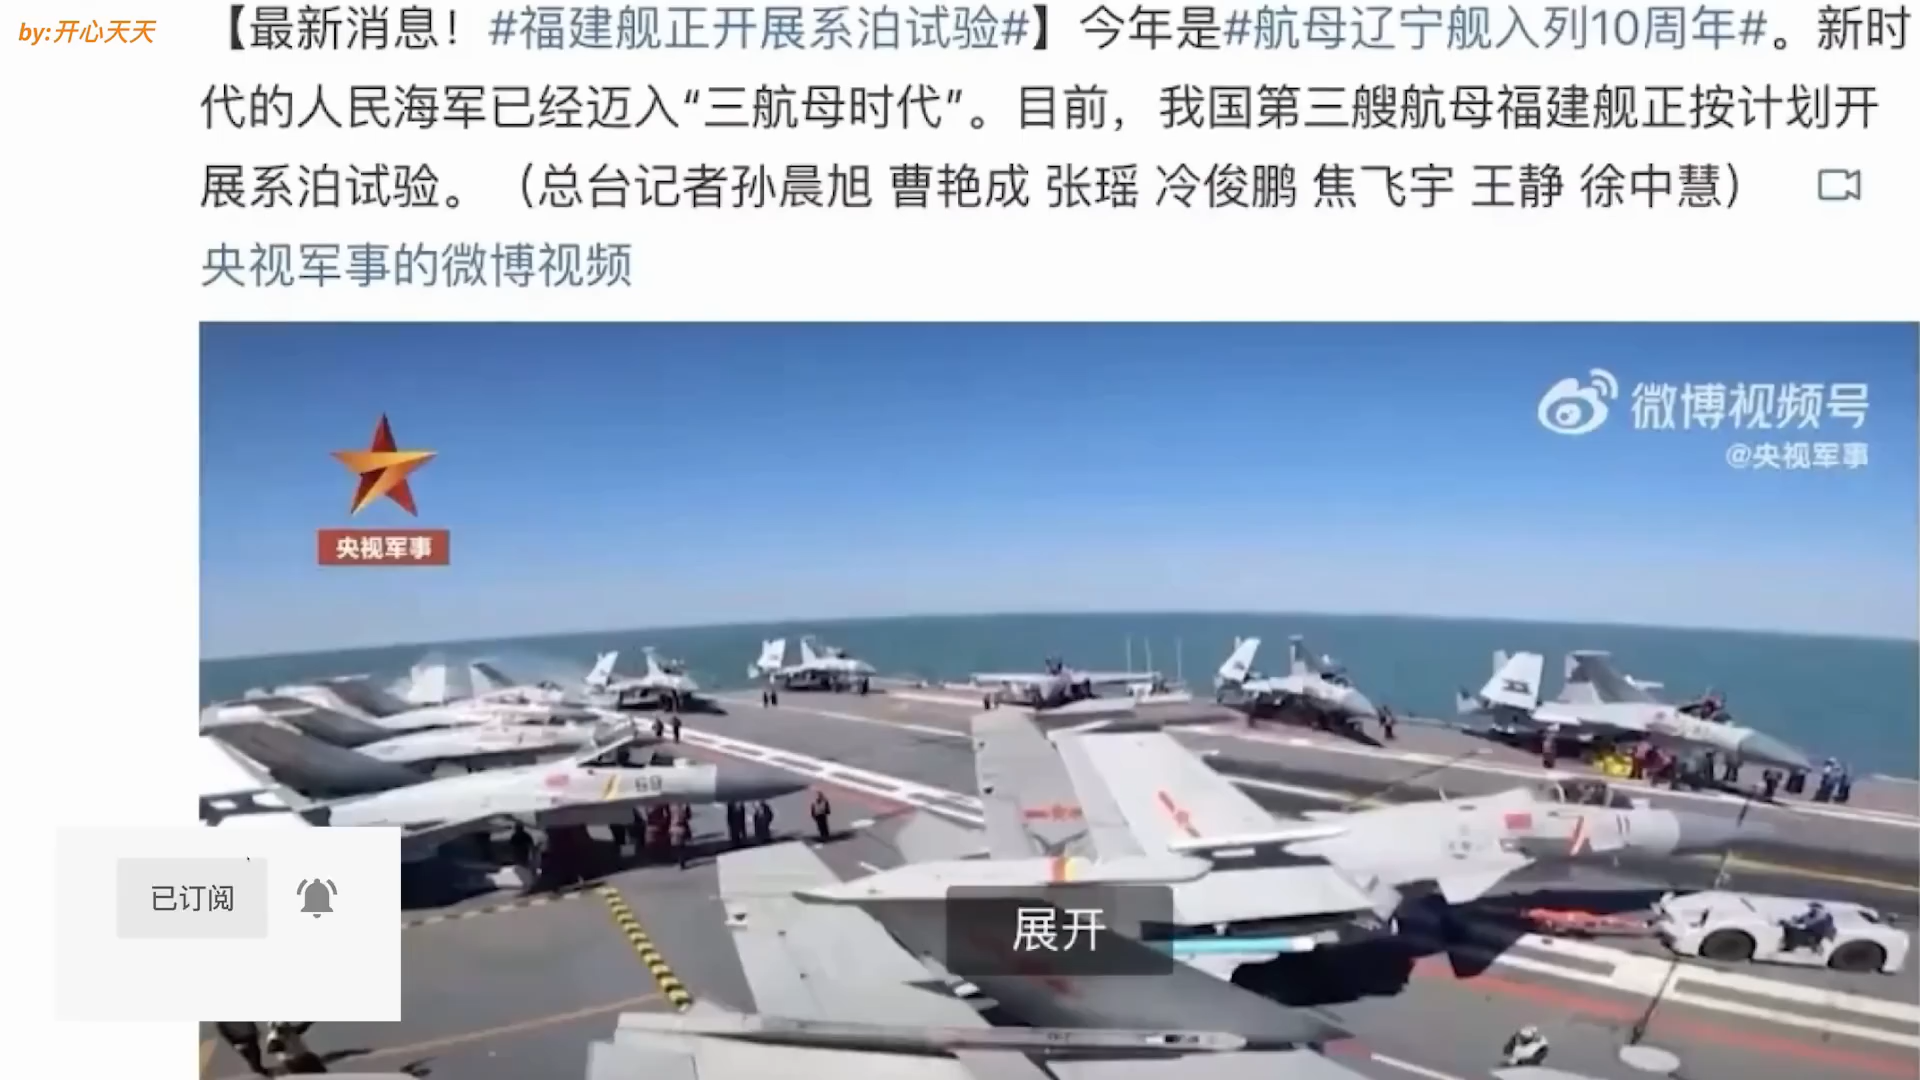 by:开心天天
【最新消息！#福建舰正开展系泊试验#】今年是#航母辽宁舰入列10周年#。新时
代的人民海军已经迈入“三航母时代”。目前，我国第三艘航母福建舰正按计划开
展系泊试验。（总台记者孙晨旭 曹艳成 张瑶 冷俊鹏 焦飞宇 王静 徐中慧）
央视军事的微博视频
微博视频号
@央视军事
央视军事
69
11
已订阅
展开